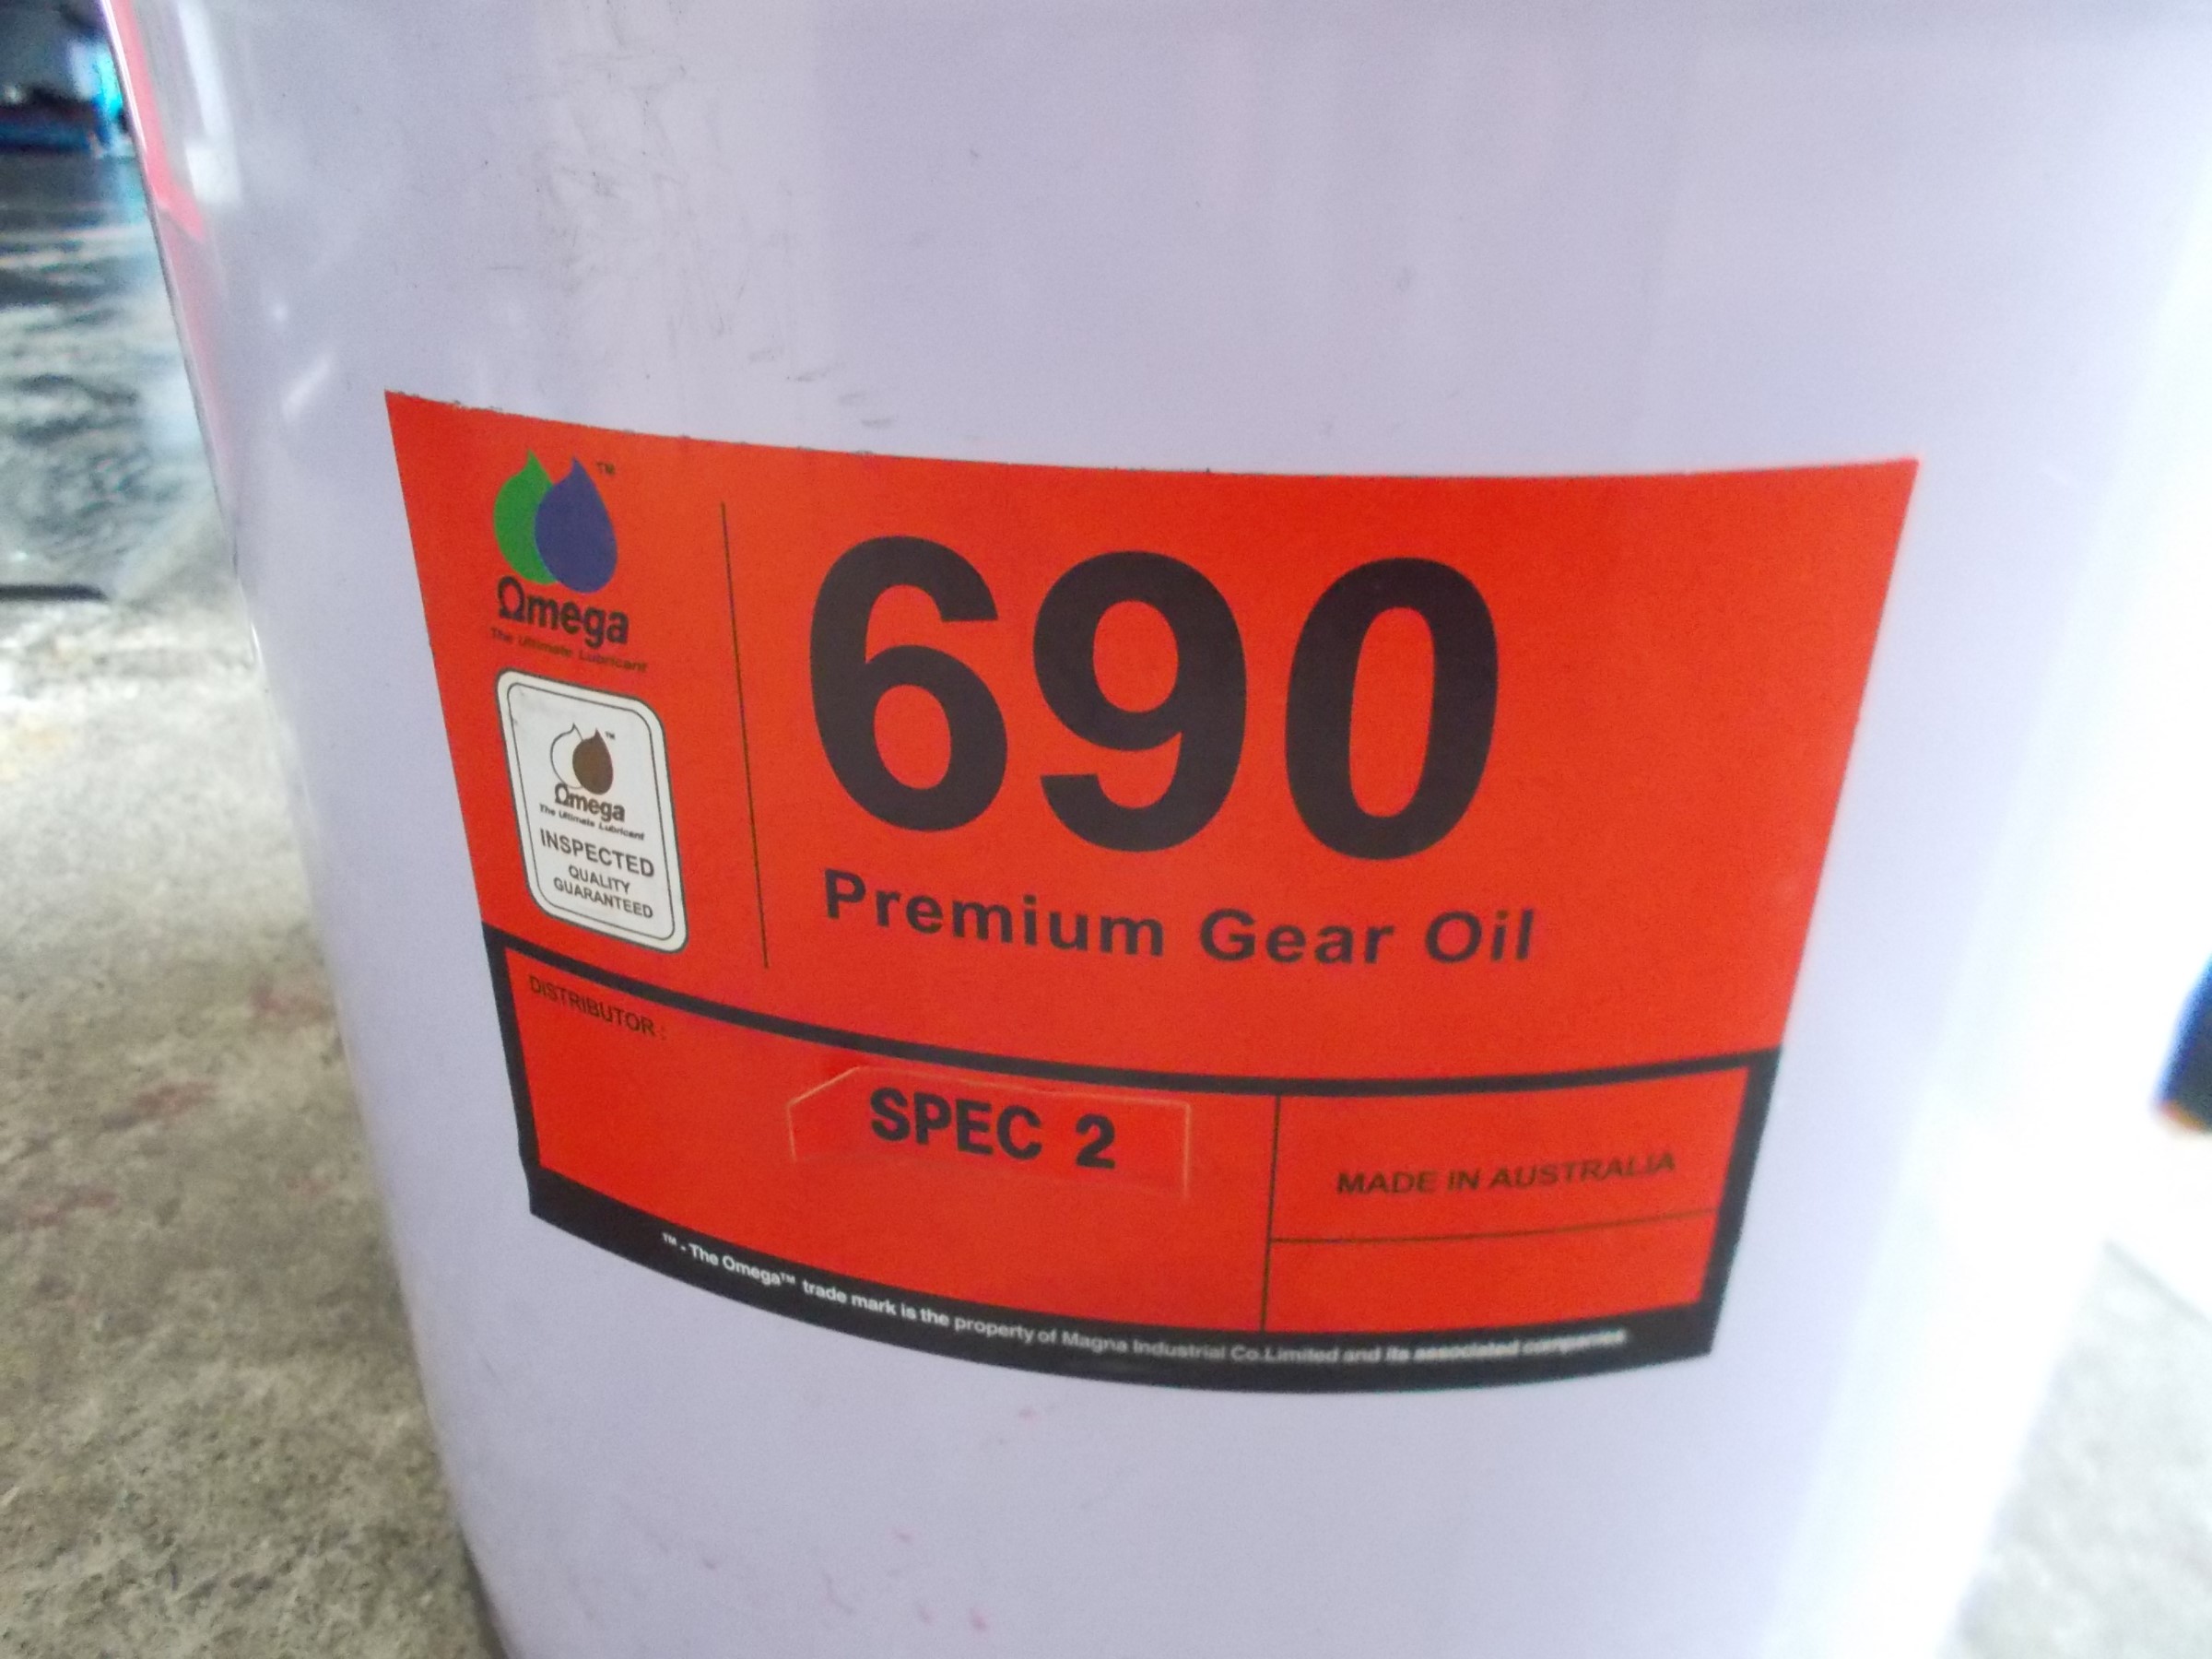 ™
Ωmega
The Ultimate Lubricant
™
Ωmega
The Ultimate Lubricant
INSPECTED
QUALITY
GUARANTEED
690
Premium Gear Oil
DISTRIBUTOR :
SPEC 2
MADE IN AUSTRALIA
™ - The Omega™ trade mark is the property of Magna Industrial Co.Limited and its associated companies